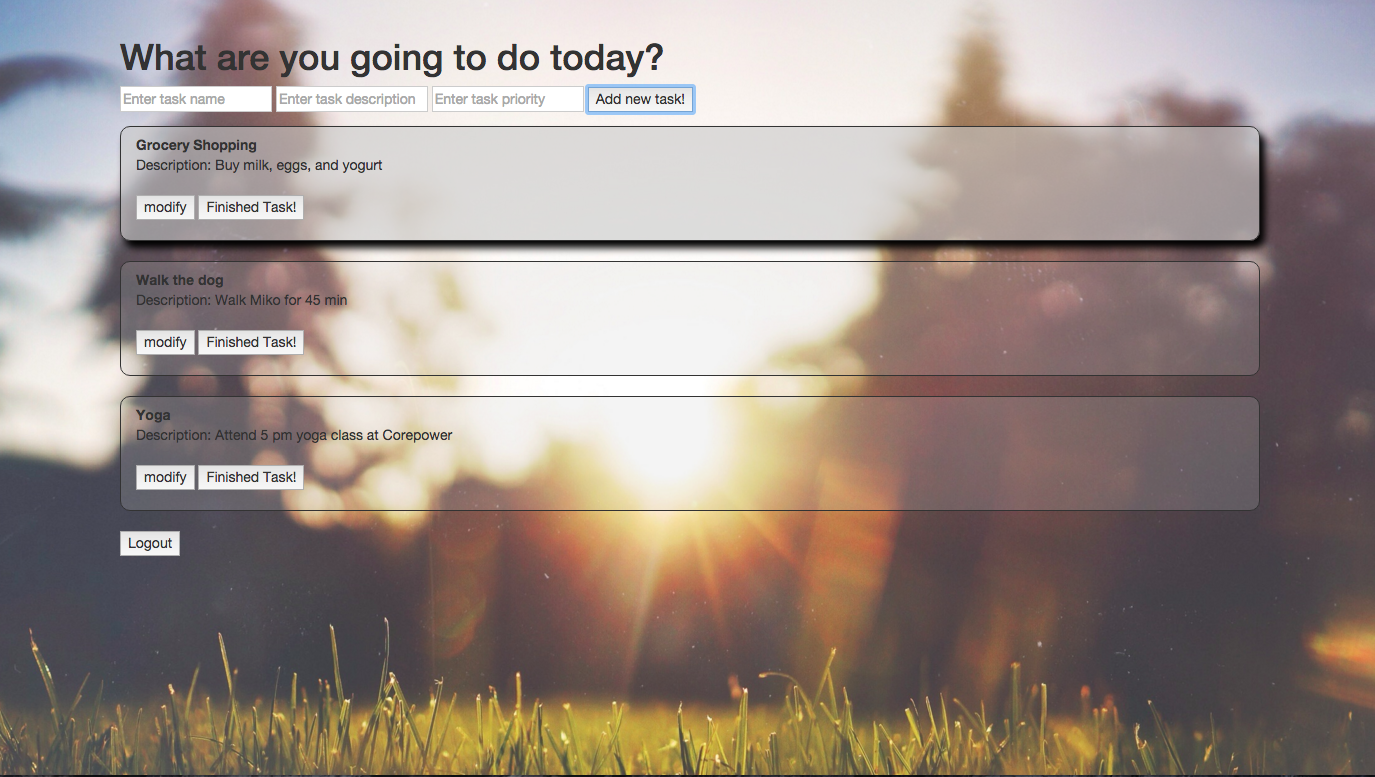 What are you going to do today?
Enter task name Enter task description Enter task priority Add new task!
Grocery Shopping
Description: Buy milk, eggs, and yogurt
modify Finished Task!
Walk the dog
Description: Walk Miko for 45 min
modify Finished Task!
Yoga
Description: Attend 5 pm yoga class at Corepower
modify Finished Task!
Logout